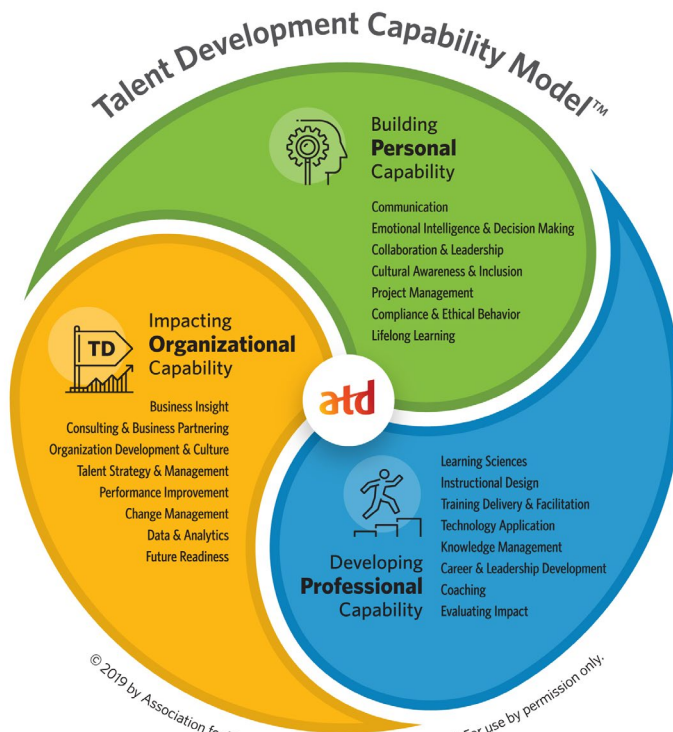 Talent Development Capability Model™
Building
Personal
Capability
Communication
Emotional Intelligence & Decision Making
Collaboration & Leadership
Cultural Awareness & Inclusion
Project Management
Compliance & Ethical Behavior
Lifelong Learning
TD
Impacting
Organizational
Capability
Business Insight
Consulting & Business Partnering
Organization Development & Culture
Talent Strategy & Management
Performance Improvement
Change Management
Data & Analytics
Future Readiness
atd
Developing
Professional
Capability
Learning Sciences
Instructional Design
Training Delivery & Facilitation
Technology Application
Knowledge Management
Career & Leadership Development
Coaching
Evaluating Impact
© 2019 by Association
For use by permission only.